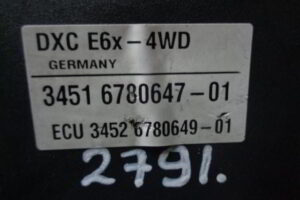 DXC E6x-4WD
GERMANY
3451 6780647-01
ECU 3452 6780649-01
2791.